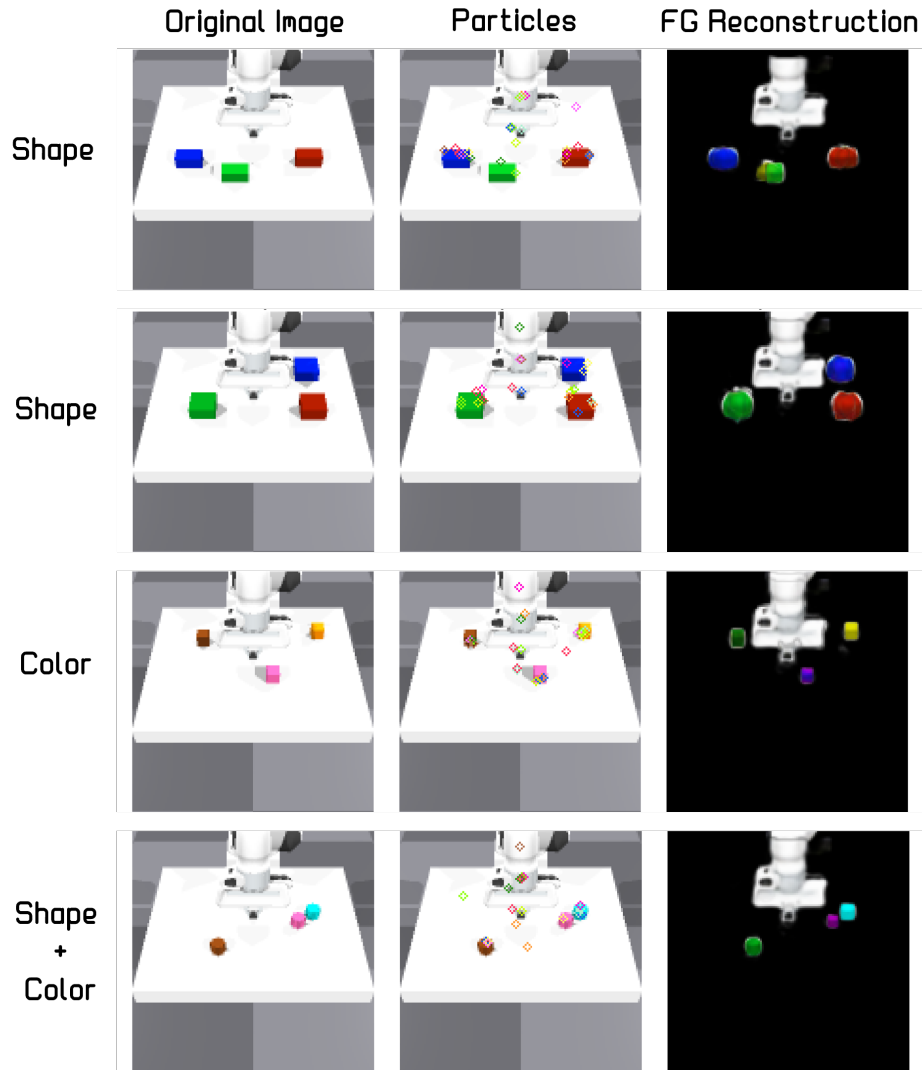 Original Image
Particles
FG Reconstruction
Shape
Shape
Color
Shape
+
Color